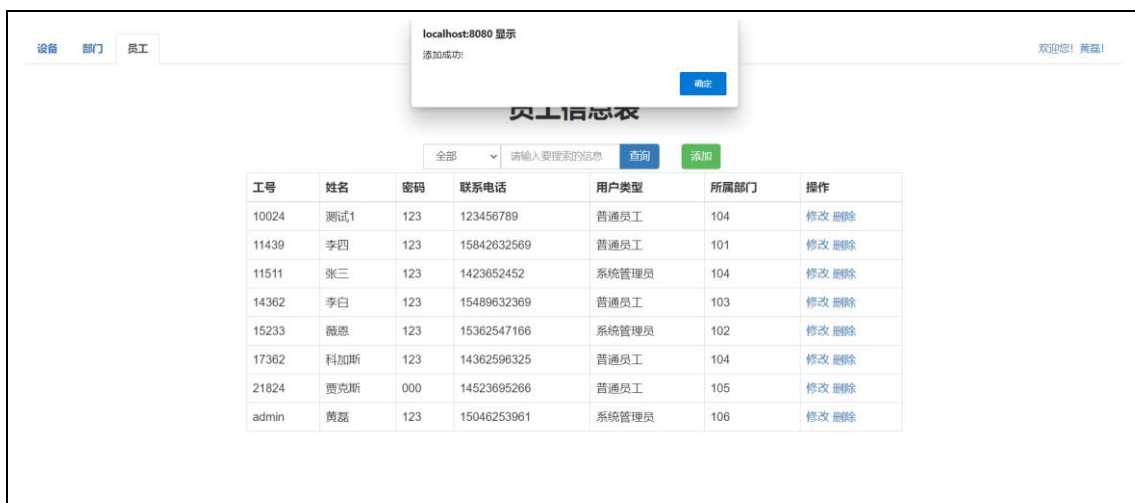 localhost:8080 显示
添加成功!
确定
设备 部门 员工 欢迎您! 黄磊!
员工信息表
全部 请输入要搜索的信息 查询 添加
工号 姓名 密码 联系电话 用户类型 所属部门 操作
10024 测试1 123 123456789 普通员工 104 修改 删除
11439 李四 123 15842632569 普通员工 101 修改 删除
11511 张三 123 1423652452 系统管理员 104 修改 删除
14362 李白 123 15489632369 普通员工 103 修改 删除
15233 薇恩 123 15362547166 系统管理员 102 修改 删除
17362 科加斯 123 14362596325 普通员工 104 修改 删除
21824 贾克斯 000 14523695266 普通员工 105 修改 删除
admin 黄磊 123 15046253961 系统管理员 106 修改 删除